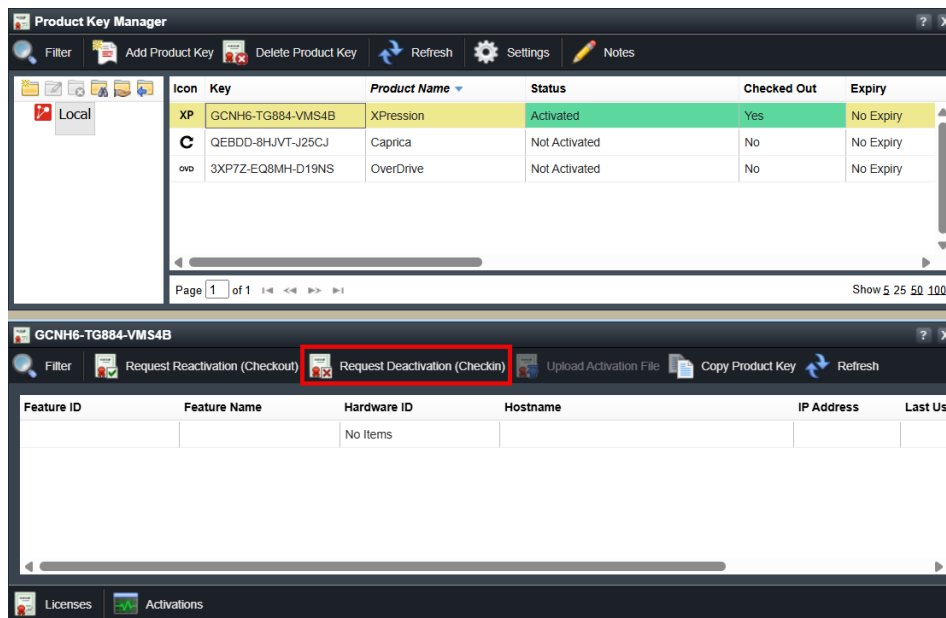 Product Key Manager ? X
Filter Add Product Key Delete Product Key Refresh Settings Notes
Local
Icon Key Product Name Status Checked Out Expiry
XP GCNH6-TG884-VMS4B XPression Activated Yes No Expiry
C QEBDD-8HJVT-J25CJ Caprica Not Activated No No Expiry
OVD 3XP7Z-EQ8MH-D19NS OverDrive Not Activated No No Expiry
Page 1 of 1 Show 5 25 50 100
GCNH6-TG884-VMS4B ? X
Filter Request Reactivation (Checkout) Request Deactivation (Checkin) Upload Activation File Copy Product Key Refresh
Feature ID Feature Name Hardware ID Hostname IP Address Last Us
No Items
Licenses Activations